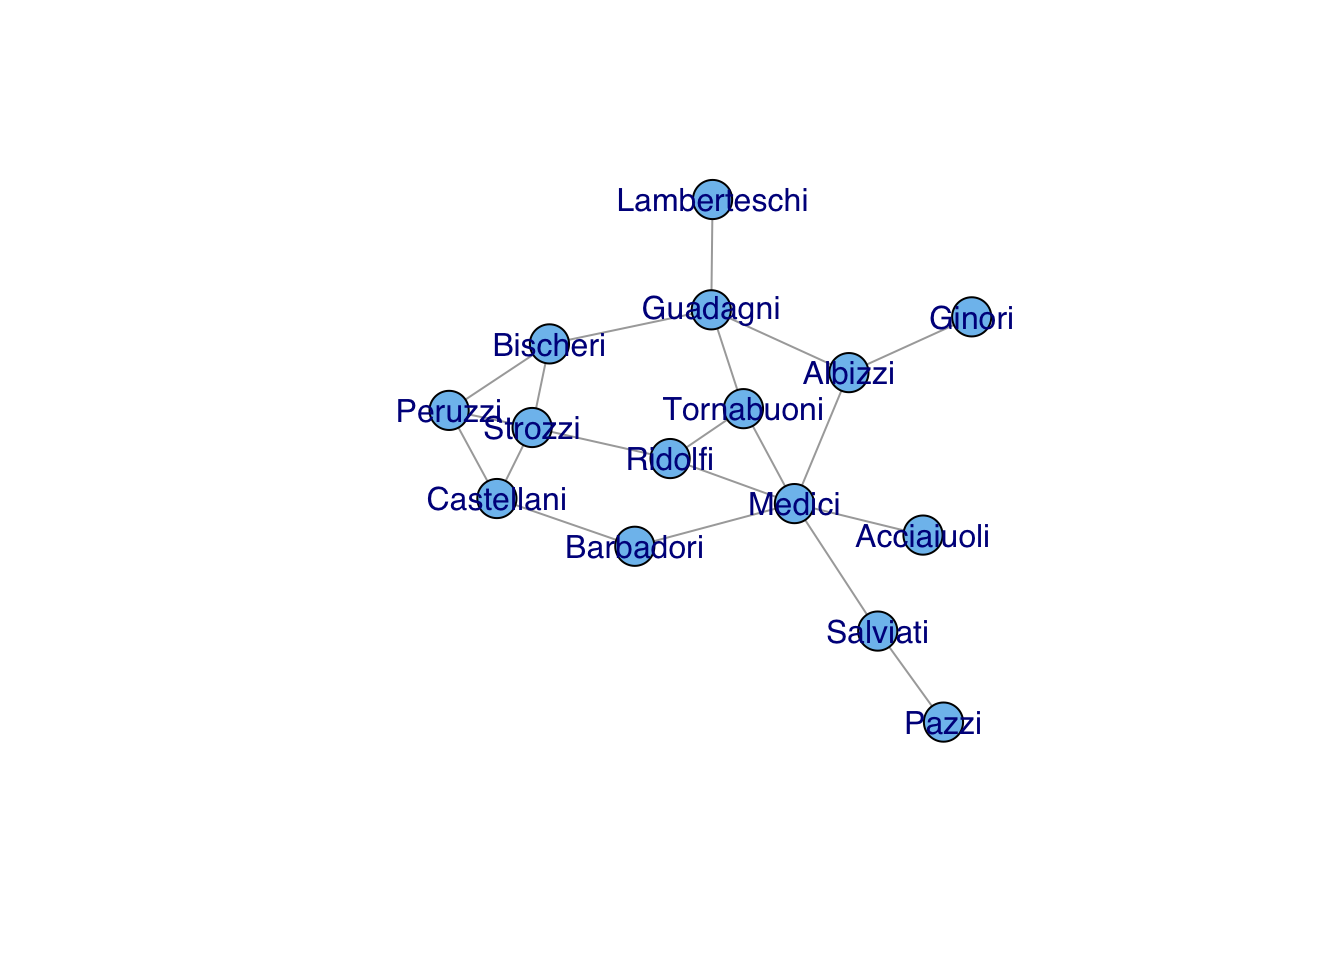 Lamberteschi
Guadagni
Ginori
Bischeri
Albizzi
Peruzzi
Tornabuoni
Strozzi
Ridolfi
Castellani
Medici
Acciaiuoli
Barbadori
Salviati
Pazzi